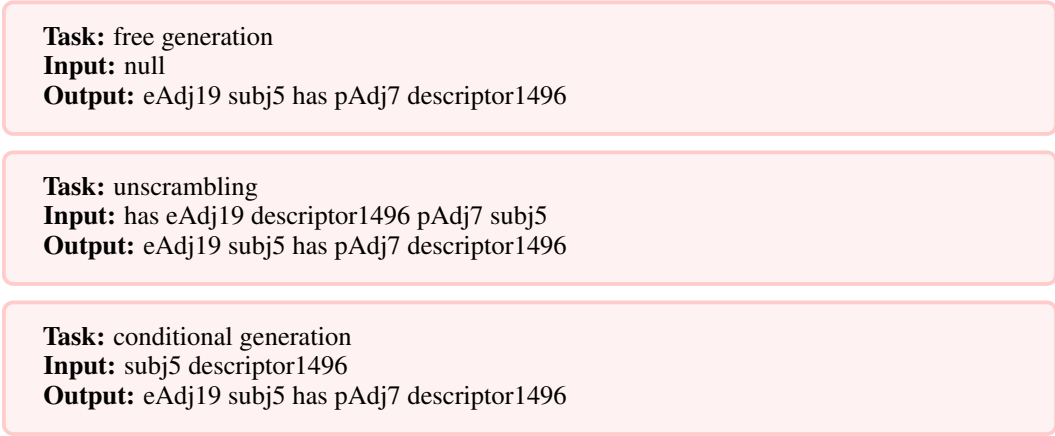 Task: free generation
Input: null
Output: eAdj19 subj5 has pAdj7 descriptor1496
Task: unscrambling
Input: has eAdj19 descriptor1496 pAdj7 subj5
Output: eAdj19 subj5 has pAdj7 descriptor1496
Task: conditional generation
Input: subj5 descriptor1496
Output: eAdj19 subj5 has pAdj7 descriptor1496